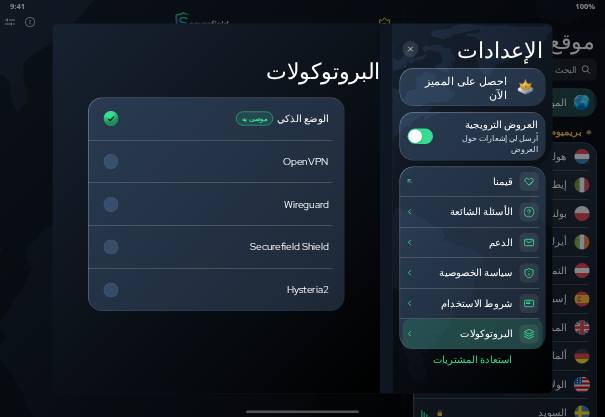 9:41
100%
الإعدادات
احصل على المميز
الآن
العروض الترويجية
أرسل لي إشعارات حول
العروض
قيمنا
الأسئلة الشائعة
الدعم
سياسة الخصوصية
شروط الاستخدام
البروتوكولات
استعادة المشتريات
البروتوكولات
الوضع الذكي موصى به
OpenVPN
Wireguard
Securefield Shield
Hysteria2
موقع
البحث
السويد